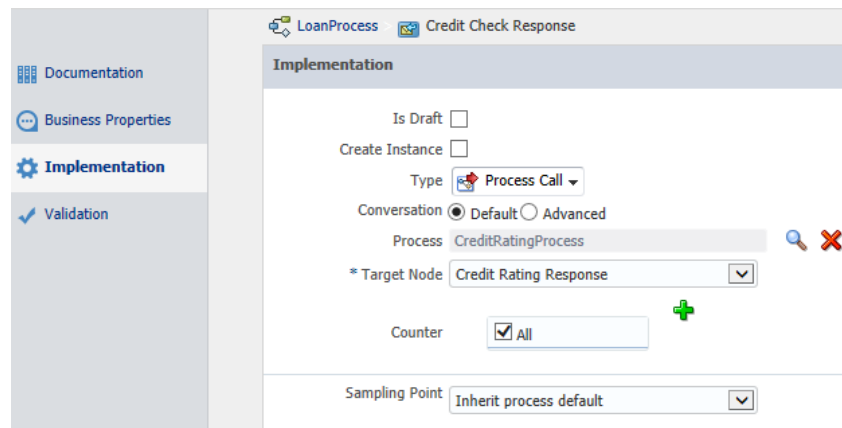 LoanProcess Credit Check Response
Documentation
Business Properties
Implementation
Validation
Implementation
Is Draft
Create Instance
Type Process Call
Conversation Default Advanced
Process CreditRatingProcess
* Target Node Credit Rating Response
Counter All
Sampling Point Inherit process default